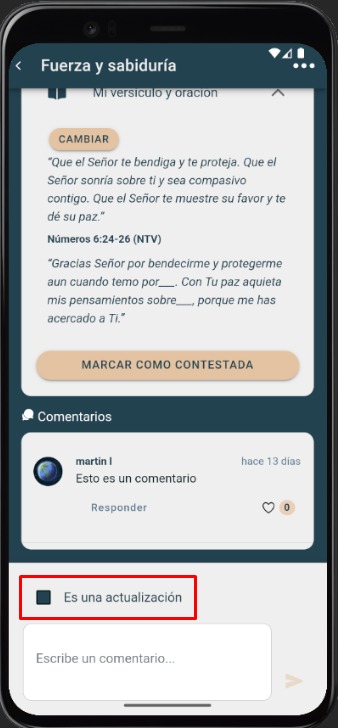 Fuerza y sabiduría
Mi versículo y oración
CAMBIAR
“Que el Señor te bendiga y te proteja. Que el
Señor sonría sobre ti y sea compasivo
contigo. Que el Señor te muestre su favor y te
dé su paz.“
Números 6:24-26 (NTV)
“Gracias Señor por bendecirme y protegerme
aun cuando temo por___. Con Tu paz aquieta
mis pensamientos sobre___, porque me has
acercado a Ti.”
MARCAR COMO CONTESTADA
Comentarios
martin l
hace 13 días
Esto es un comentario
Responder
0
Es una actualización
Escribe un comentario...